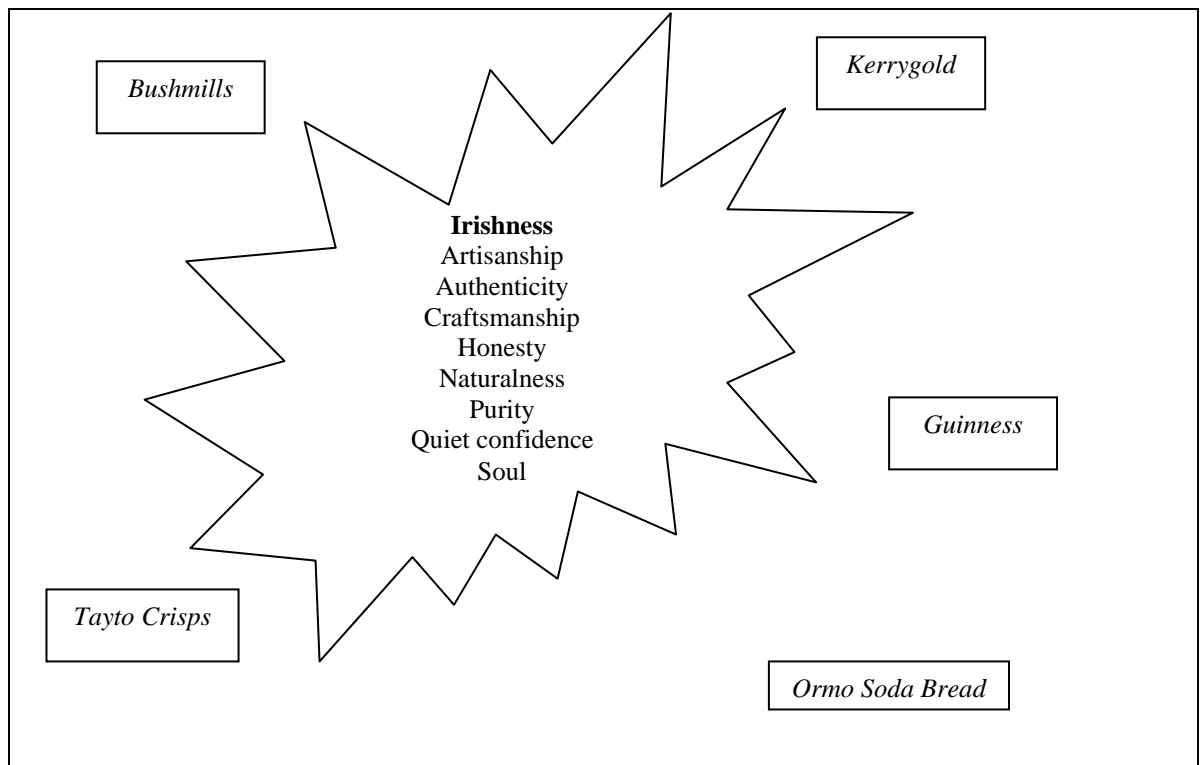 Bushmills
Kerrygold
Irishness
Artisanship
Authenticity
Craftsmanship
Honesty
Naturalness
Purity
Quiet confidence
Soul
Guinness
Tayto Crisps
Ormo Soda Bread